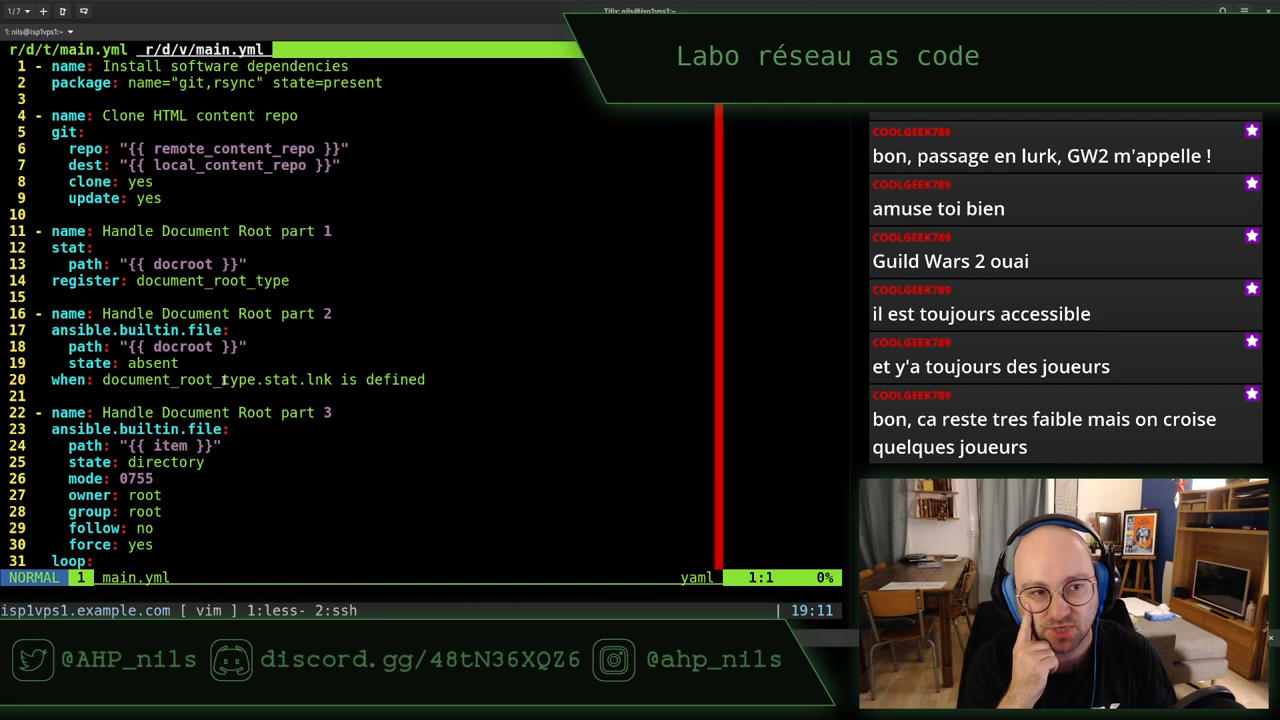 1/7
Tilix: nils@isp1vps1:~
1: nils@isp1vps1:~
r/d/t/main.yml r/d/v/main.yml
1 - name: Install software dependencies
2 package: name="git,rsync" state=present
3
4 - name: Clone HTML content repo
5 git:
6 repo: "{{ remote_content_repo }}"
7 dest: "{{ local_content_repo }}"
8 clone: yes
9 update: yes
10
11 - name: Handle Document Root part 1
12 stat:
13 path: "{{ docroot }}"
14 register: document_root_type
15
16 - name: Handle Document Root part 2
17 ansible.builtin.file:
18 path: "{{ docroot }}"
19 state: absent
20 when: document_root_type.stat.lnk is defined
21
22 - name: Handle Document Root part 3
23 ansible.builtin.file:
24 path: "{{ item }}"
25 state: directory
26 mode: 0755
27 owner: root
28 group: root
29 follow: no
30 force: yes
31 loop:
NORMAL 1 main.yml yaml 1:1 0%
isp1vps1.example.com [ vim ] 1:less- 2:ssh | 19:11
Labo réseau as code
COOLGEEK789
bon, passage en lurk, GW2 m'appelle !
COOLGEEK789
amuse toi bien
COOLGEEK789
Guild Wars 2 ouai
COOLGEEK789
il est toujours accessible
COOLGEEK789
et y'a toujours des joueurs
COOLGEEK789
bon, ca reste tres faible mais on croise
quelques joueurs
@AHP_nils discord.gg/48tN36XQZ6 @ahp_nils